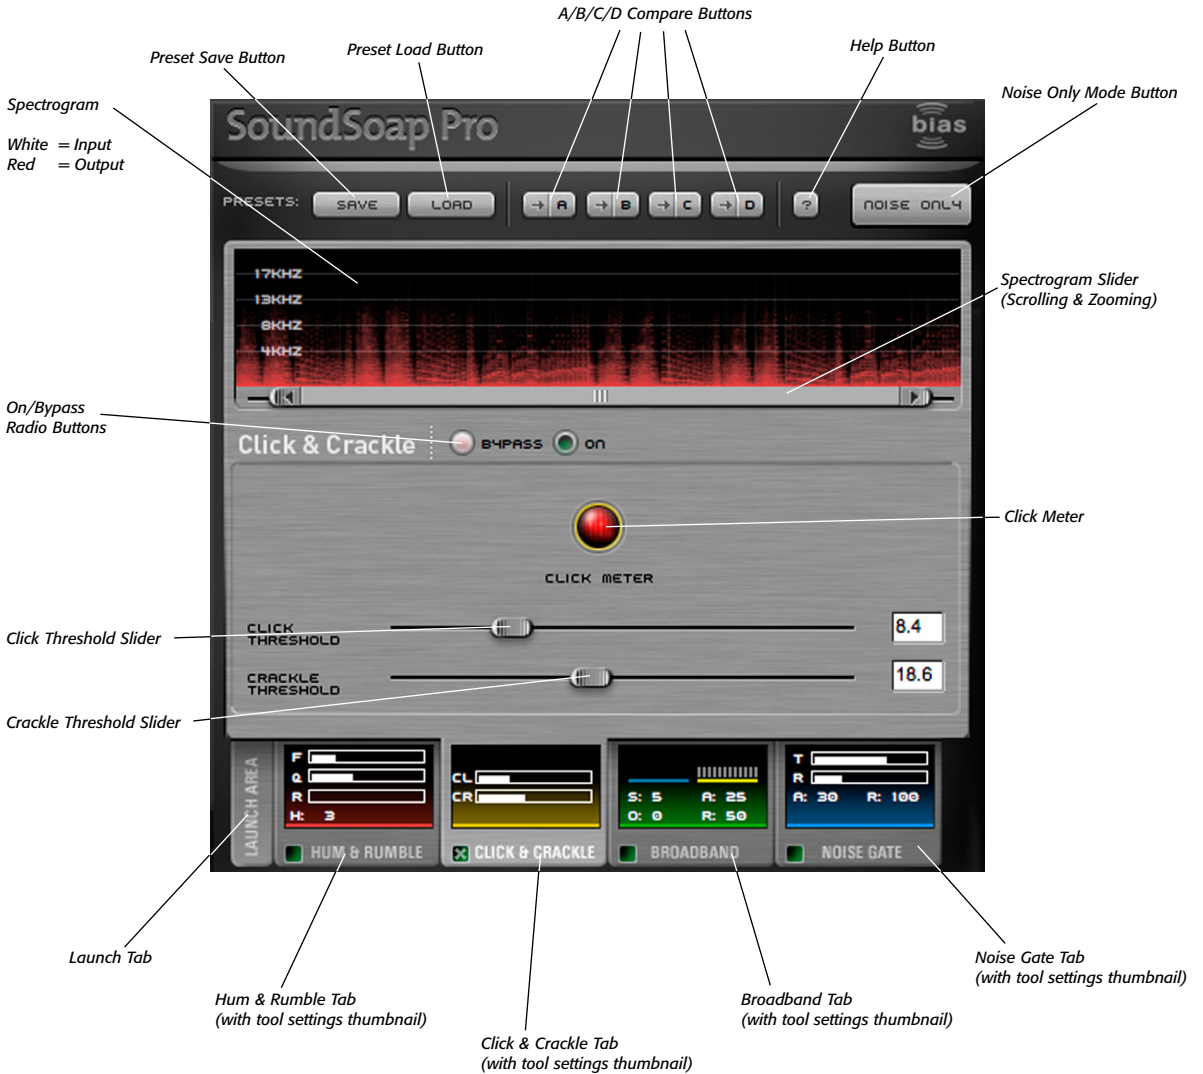 A/B/C/D Compare Buttons
Preset Save Button
Preset Load Button
Help Button
Noise Only Mode Button
Spectrogram
White = Input
Red = Output
SoundSoap Pro
bias
PRESETS:
SAVE
LOAD
A
B
C
D
?
NOISE ONLY
17KHZ
13KHZ
8KHZ
4KHZ
Spectrogram Slider
(Scrolling & Zooming)
On/Bypass
Radio Buttons
Click & Crackle
BYPASS
ON
Click Meter
CLICK METER
Click Threshold Slider
CLICK
THRESHOLD
8.4
CRACKLE
THRESHOLD
18.6
Crackle Threshold Slider
LAUNCH AREA
F
Q
R
H: 3
HUM & RUMBLE
CL
CR
CLICK & CRACKLE
S: 5 A: 25
O: 0 R: 50
BROADBAND
T
R
A: 30 R: 100
NOISE GATE
Launch Tab
Hum & Rumble Tab
(with tool settings thumbnail)
Click & Crackle Tab
(with tool settings thumbnail)
Broadband Tab
(with tool settings thumbnail)
Noise Gate Tab
(with tool settings thumbnail)